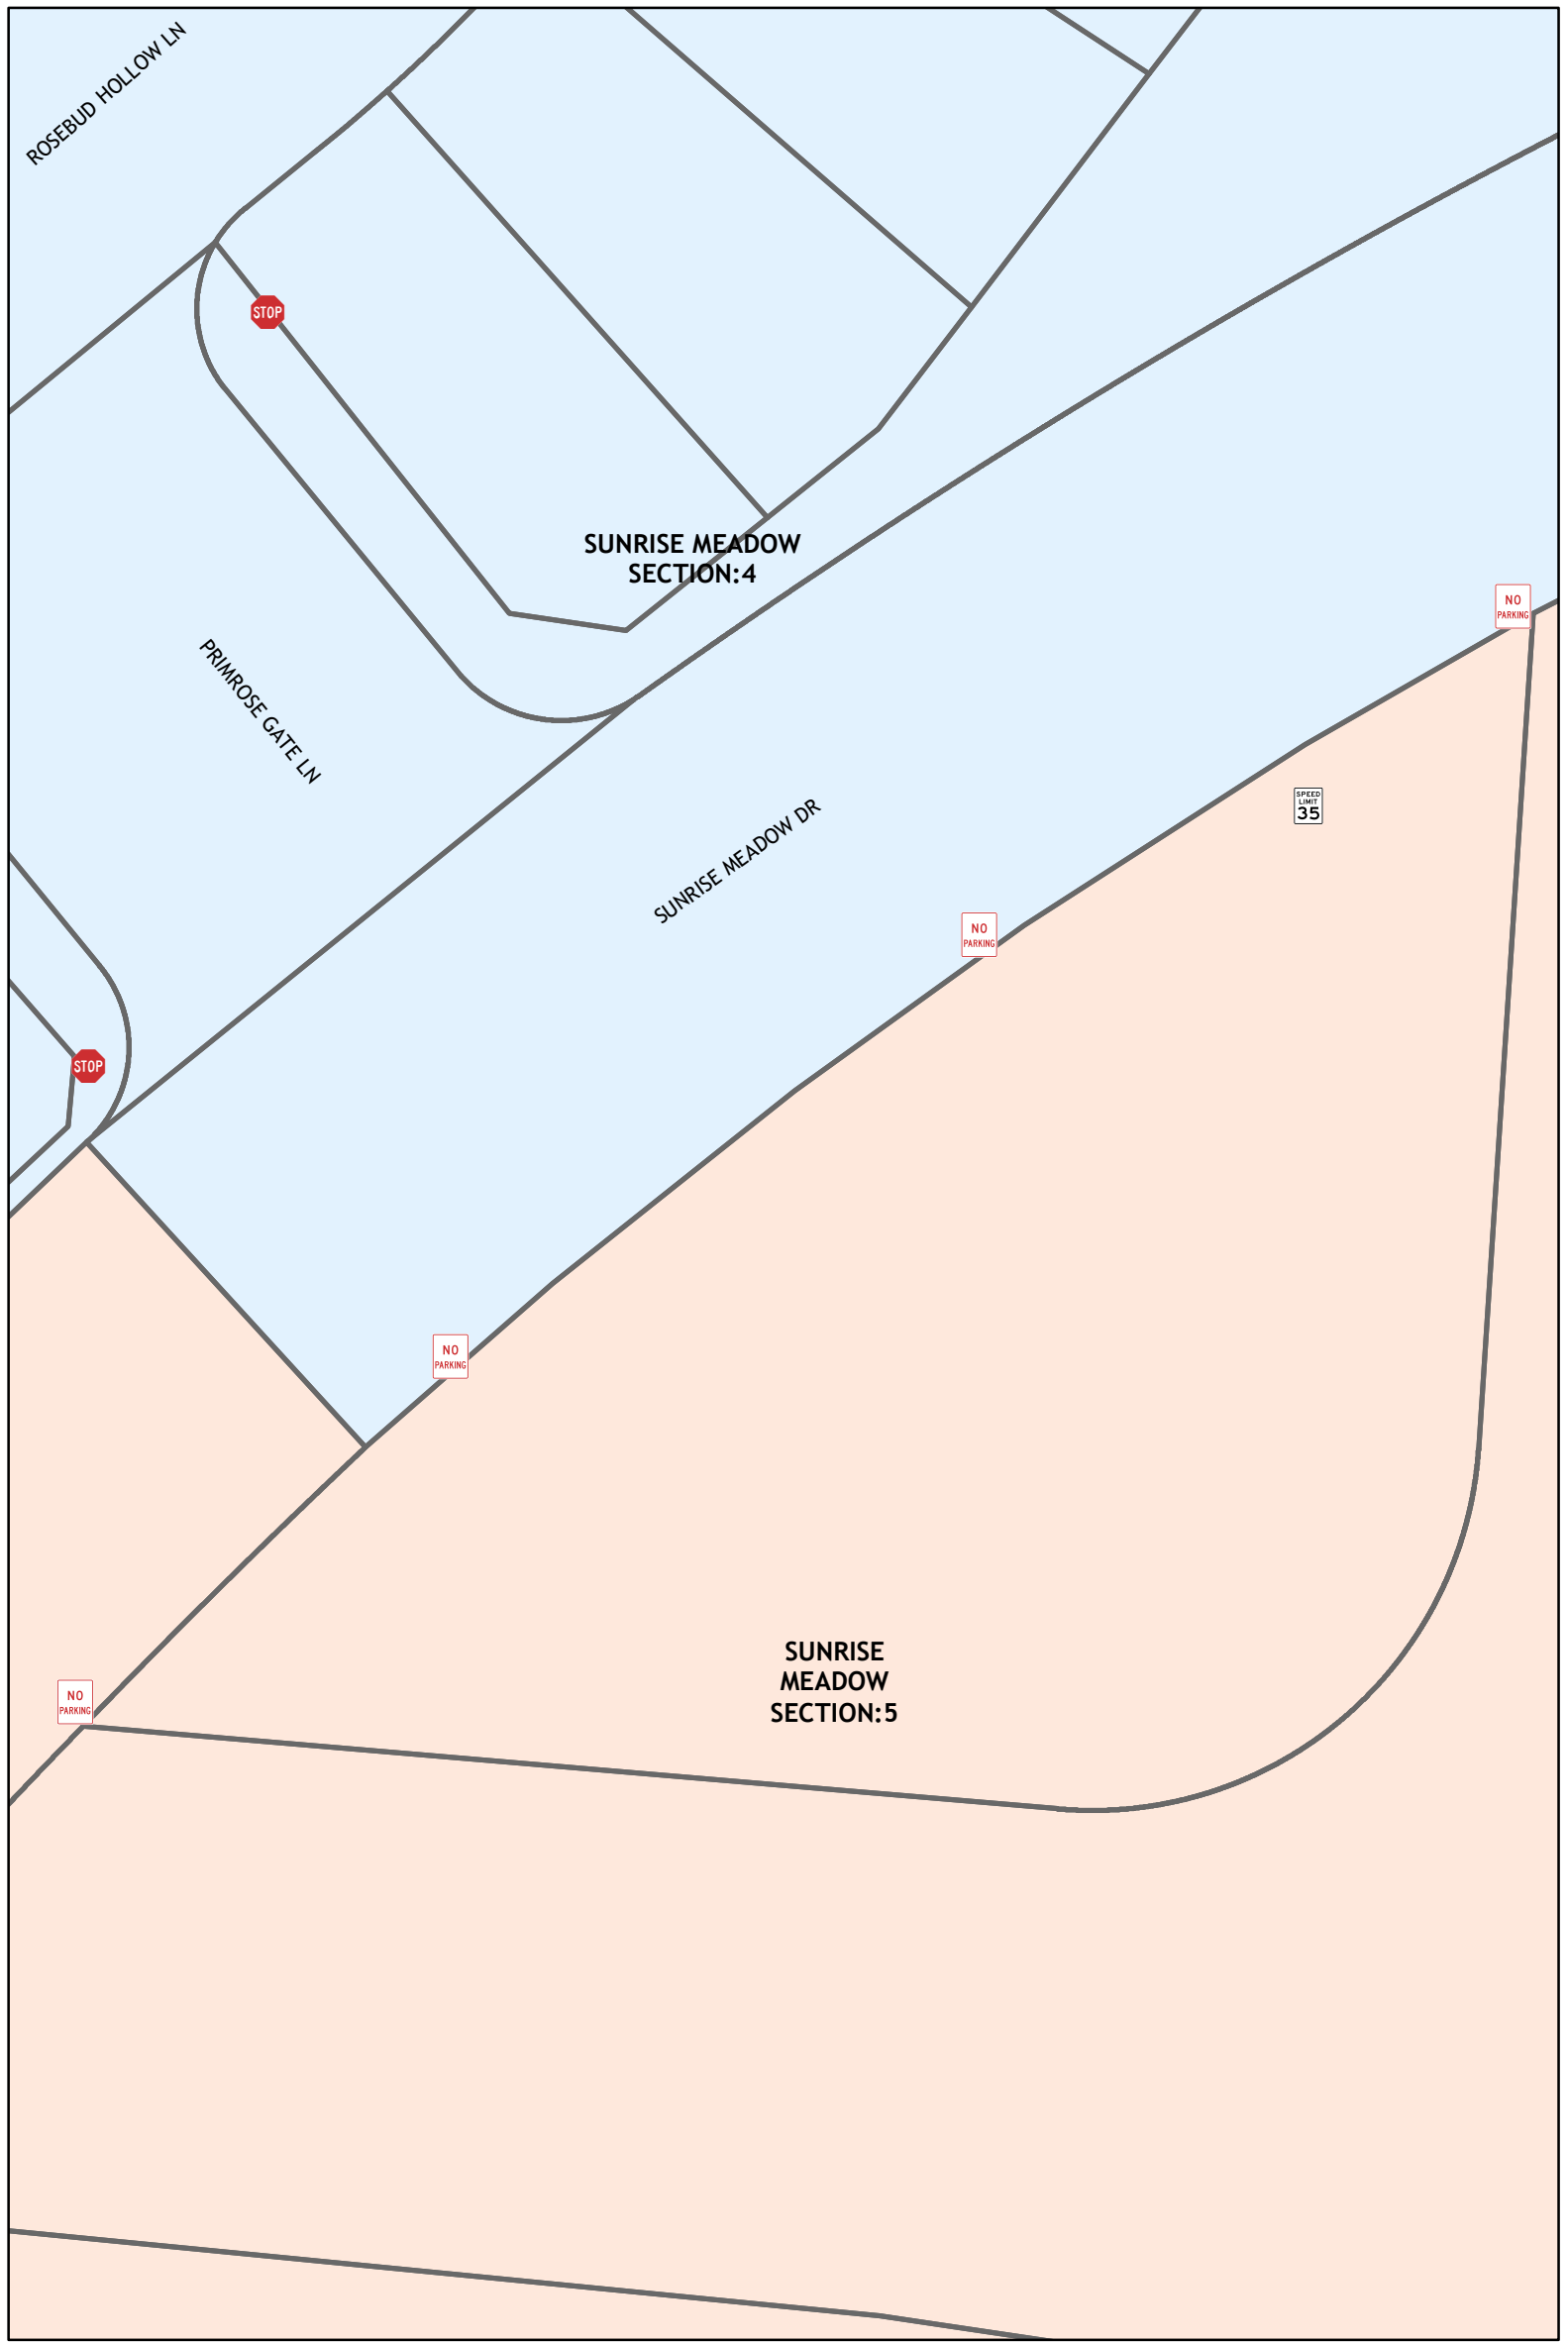 ROSEBUD HOLLOW LN
STOP
SUNRISE MEADOW
SECTION:4
NO
PARKING
PRIMROSE GATE LN
SPEED
LIMIT
35
SUNRISE MEADOW DR
NO
PARKING
STOP
NO
PARKING
SUNRISE
MEADOW
SECTION:5
NO
PARKING